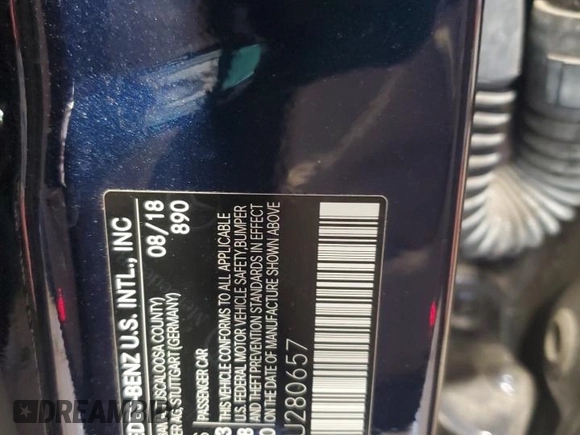 BENZ U.S. INTL., INC
08/18
890
TUSCALOOSA COUNTY)
AG STUTTGART (GERMANY)
PASSENGER CAR
THIS VEHICLE CONFORMS TO ALL APPLICABLE
U.S. FEDERAL MOTOR VEHICLE SAFETY, BUMPER
AND THEFT PREVENTION STANDARDS IN EFFECT
ON THE DATE OF MANUFACTURE SHOWN ABOVE
U280657
DREAMBID